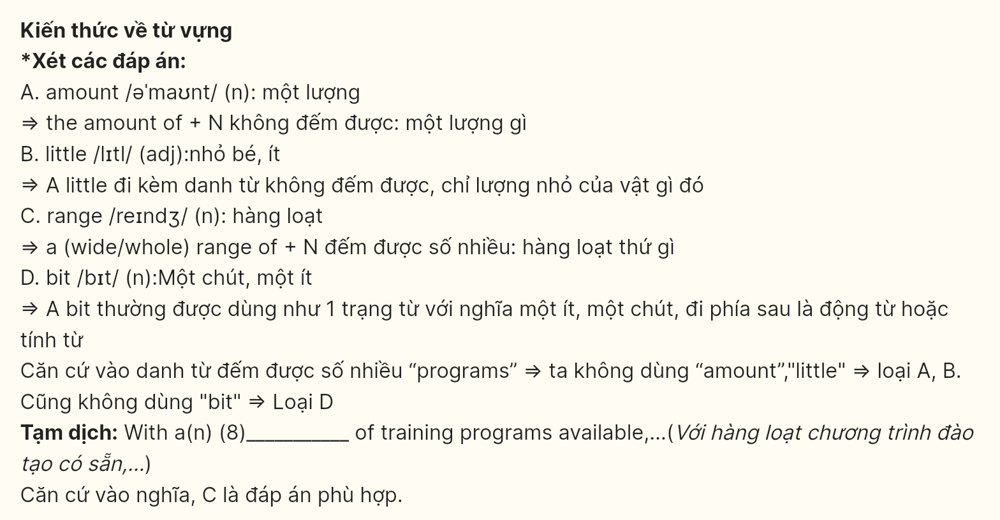 Kiến thức về từ vựng
*Xét các đáp án:
A. amount /əˈmaʊnt/ (n): một lượng
⇒ the amount of + N không đếm được: một lượng gì
B. little /lɪtl/ (adj):nhỏ bé, ít
⇒ A little đi kèm danh từ không đếm được, chỉ lượng nhỏ của vật gì đó
C. range /reɪndʒ/ (n): hàng loạt
⇒ a (wide/whole) range of + N đếm được số nhiều: hàng loạt thứ gì
D. bit /bɪt/ (n):Một chút, một ít
⇒ A bit thường được dùng như 1 trạng từ với nghĩa một ít, một chút, đi phía sau là động từ hoặc
tính từ
Căn cứ vào danh từ đếm được số nhiều “programs” ⇒ ta không dùng “amount”,"little" ⇒ loại A, B.
Cũng không dùng "bit" ⇒ Loại D
Tạm dịch: With a(n) (8)__________ of training programs available,...(Với hàng loạt chương trình đào
tạo có sẵn,...)
Căn cứ vào nghĩa, C là đáp án phù hợp.